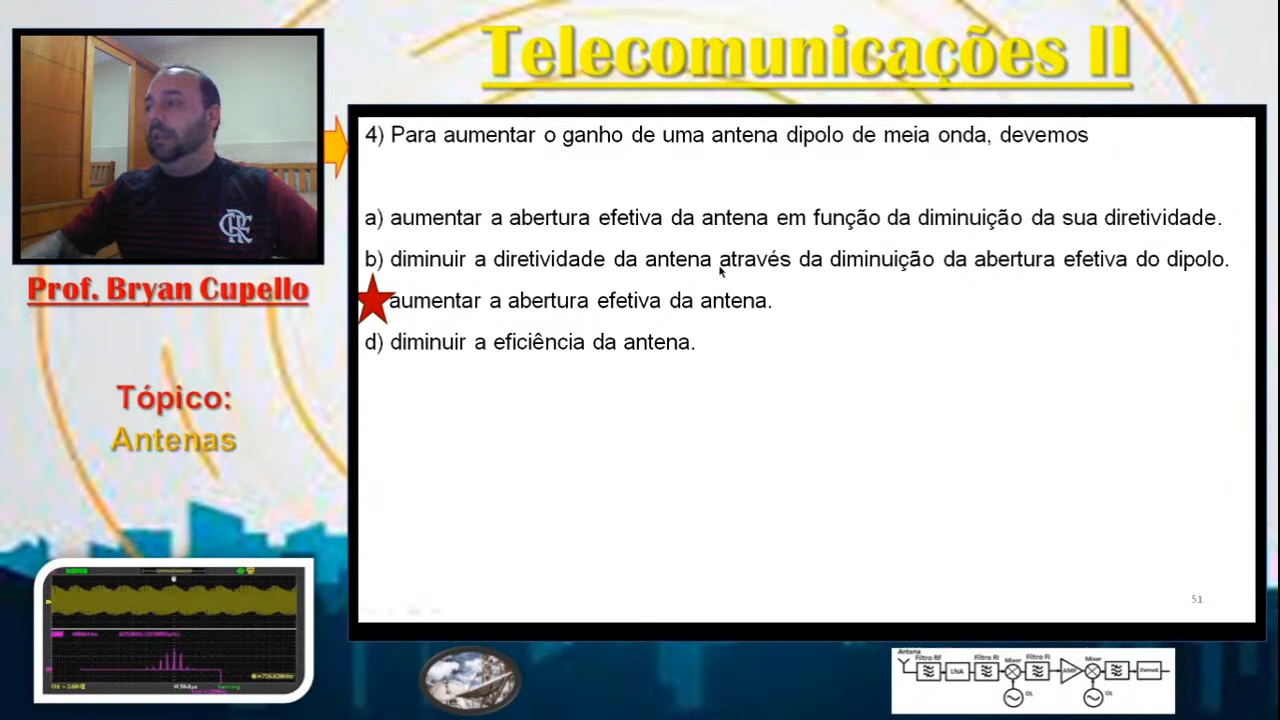 Telecomunicações II
4) Para aumentar o ganho de uma antena dipolo de meia onda, devemos
a) aumentar a abertura efetiva da antena em função da diminuição da sua diretividade.
b) diminuir a diretividade da antena através da diminuição da abertura efetiva do dipolo.
aumentar a abertura efetiva da antena.
d) diminuir a eficiência da antena.
51
Prof. Bryan Cupello
Tópico:
Antenas
Antena
Filtro RF
LNA
Filtro RI
Mixer
OL
Filtro FI
AMP
Mixer
OL
Demod.